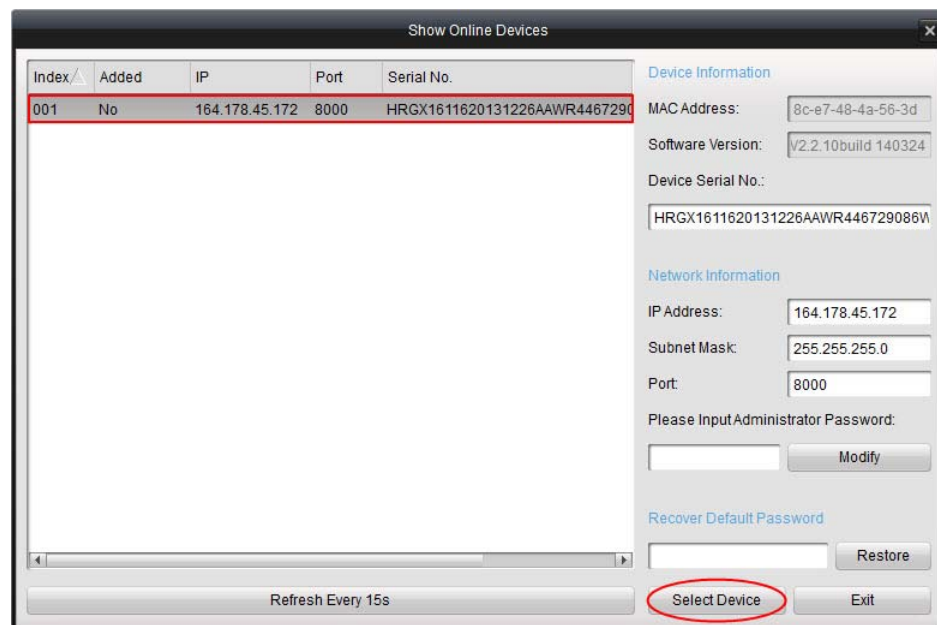 Show Online Devices
Index Added IP Port Serial No.
001 No 164.178.45.172 8000 HRGX1611620131226AAWR4467290
Device Information
MAC Address: 8c-e7-48-4a-56-3d
Software Version: V2.2.10build 140324
Device Serial No.:
HRGX1611620131226AAWR446729086W
Network Information
IP Address: 164.178.45.172
Subnet Mask: 255.255.255.0
Port: 8000
Please Input Administrator Password:
Modify
Recover Default Password
Restore
Refresh Every 15s
Select Device
Exit